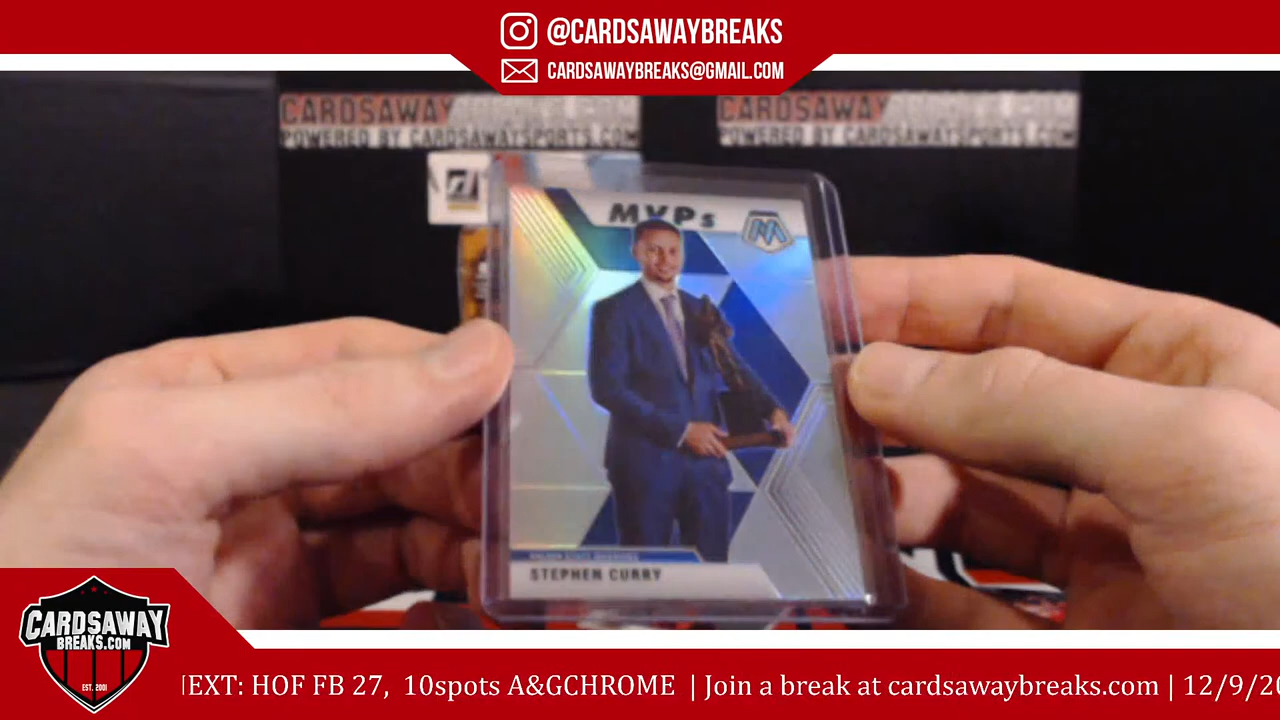 @CARDSAWAYBREAKS
CARDSAWAYBREAKS@GMAIL.COM
CARDSAWAY
POWERED BY CARDSAWAYSPORTS.COM
CARDSAWAY
POWERED BY CARDSAWAYSPORTS.COM
MVPs
STEPHEN CURRY
CARDSAWAY
BREAKS.COM
EST. 2001
EXT: HOF FB 27, 10spots A&GCHROME | Join a break at cardsawaybreaks.com | 12/9/20